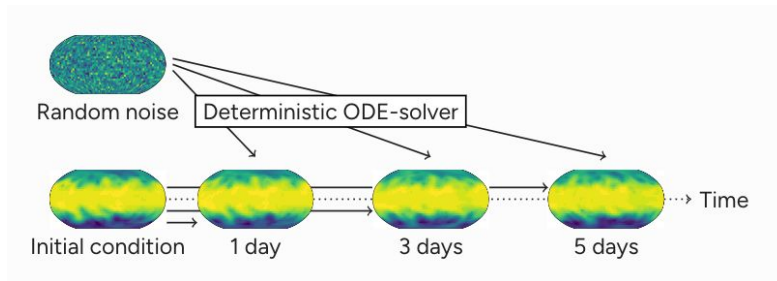 Random noise
Deterministic ODE-solver
Time
Initial condition
1 day
3 days
5 days